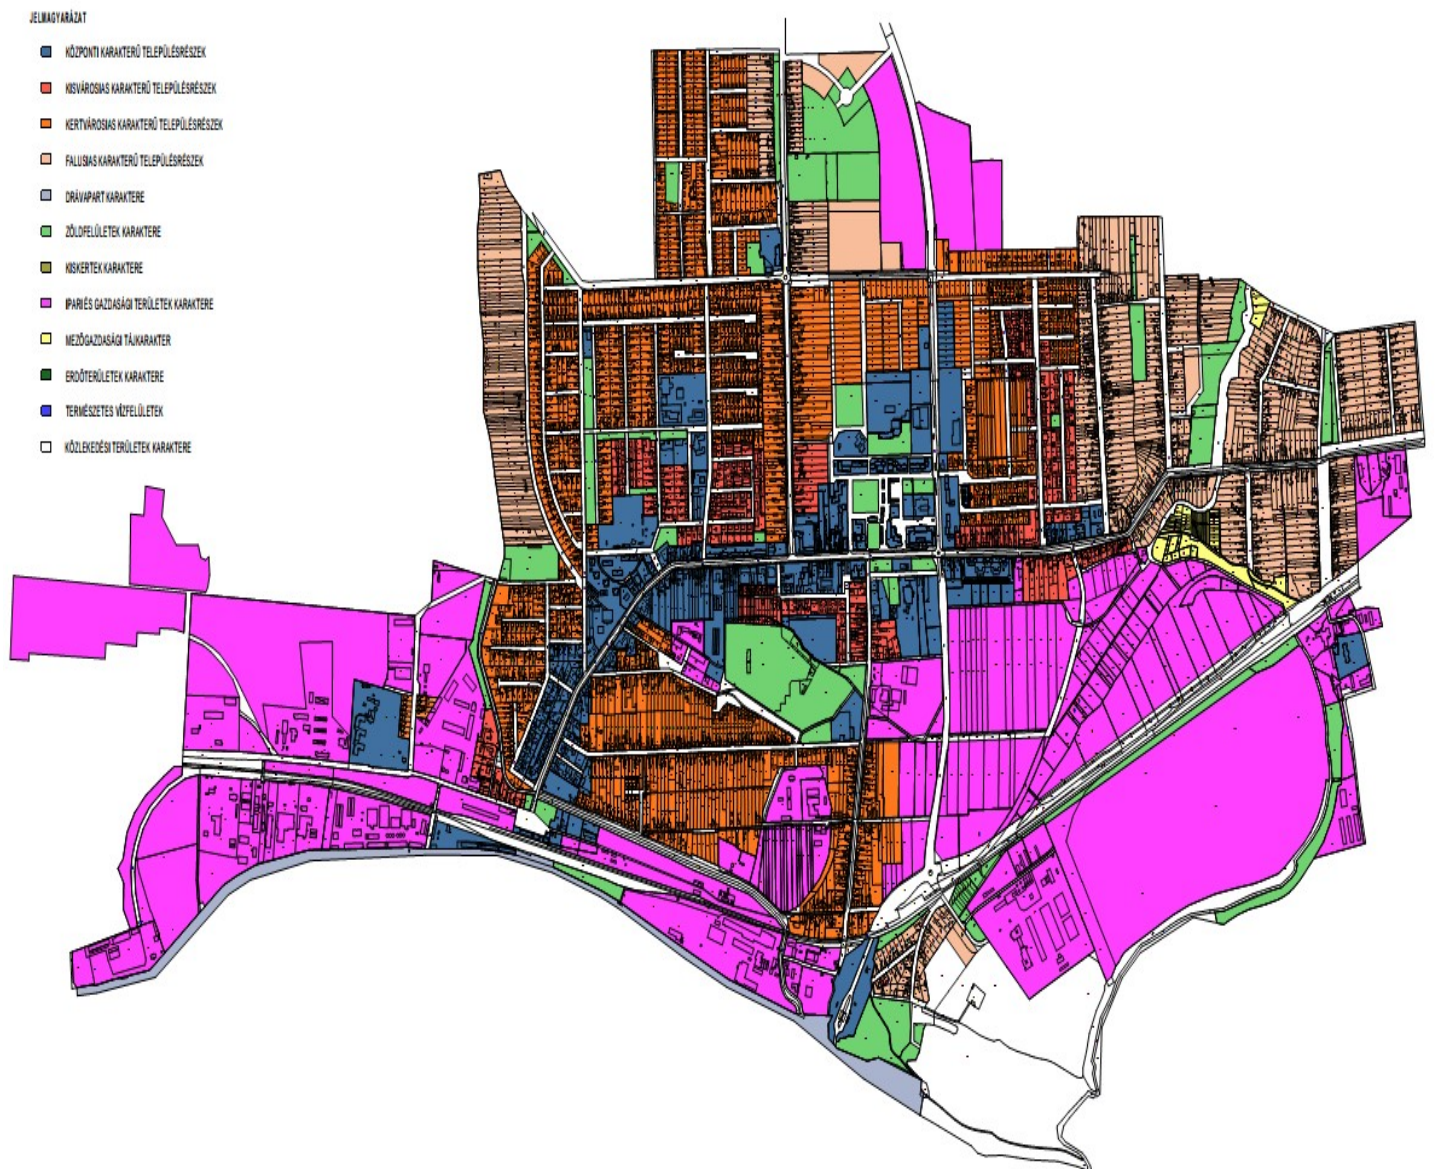 JELMAGYARÁZAT
KÖZPONTI KARAKTERŰ TELEPÜLÉSRÉSZEK
KISVÁROSIAS KARAKTERŰ TELEPÜLÉSRÉSZEK
KERTVÁROSIAS KARAKTERŰ TELEPÜLÉSRÉSZEK
FALUSIAS KARAKTERŰ TELEPÜLÉSRÉSZEK
DRÁVAPART KARAKTERE
ZÖLDFELÜLETEK KARAKTERE
KISKERTEK KARAKTERE
IPARI ÉS GAZDASÁGI TERÜLETEK KARAKTERE
MEZŐGAZDASÁGI TÁJKARAKTER
ERDŐTERÜLETEK KARAKTERE
TERMÉSZETES VÍZFELÜLETEK
KÖZLEKEDÉSI TERÜLETEK KARAKTERE